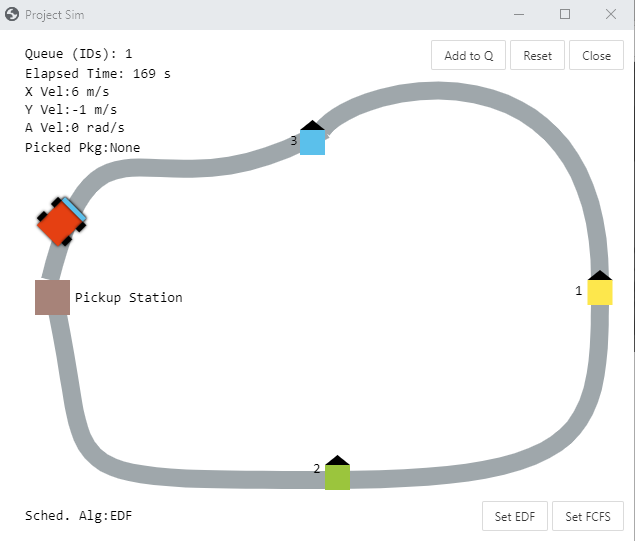 Project Sim
Queue (IDs): 1
Elapsed Time: 169 s
X Vel:6 m/s
Y Vel:-1 m/s
A Vel:0 rad/s
Picked Pkg:None
Add to Q
Reset
Close
3
1
Pickup Station
2
Sched. Alg:EDF
Set EDF
Set FCFS